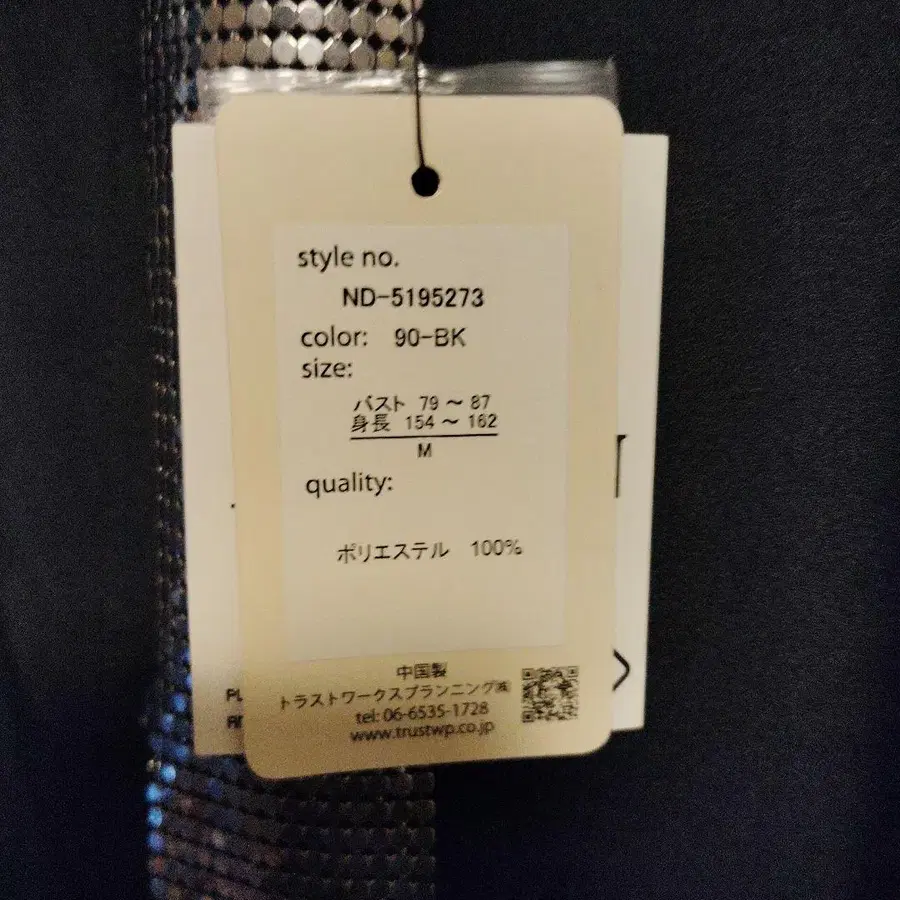 style no.
ND-5195273
color: 90-BK
size:
バスト 79 ～ 87
身長 154 ～ 162
M
quality:
ポリエステル 100%
中国製
トラストワークスプランニング㈱
tel: 06-6535-1728
www.trustwp.co.jp